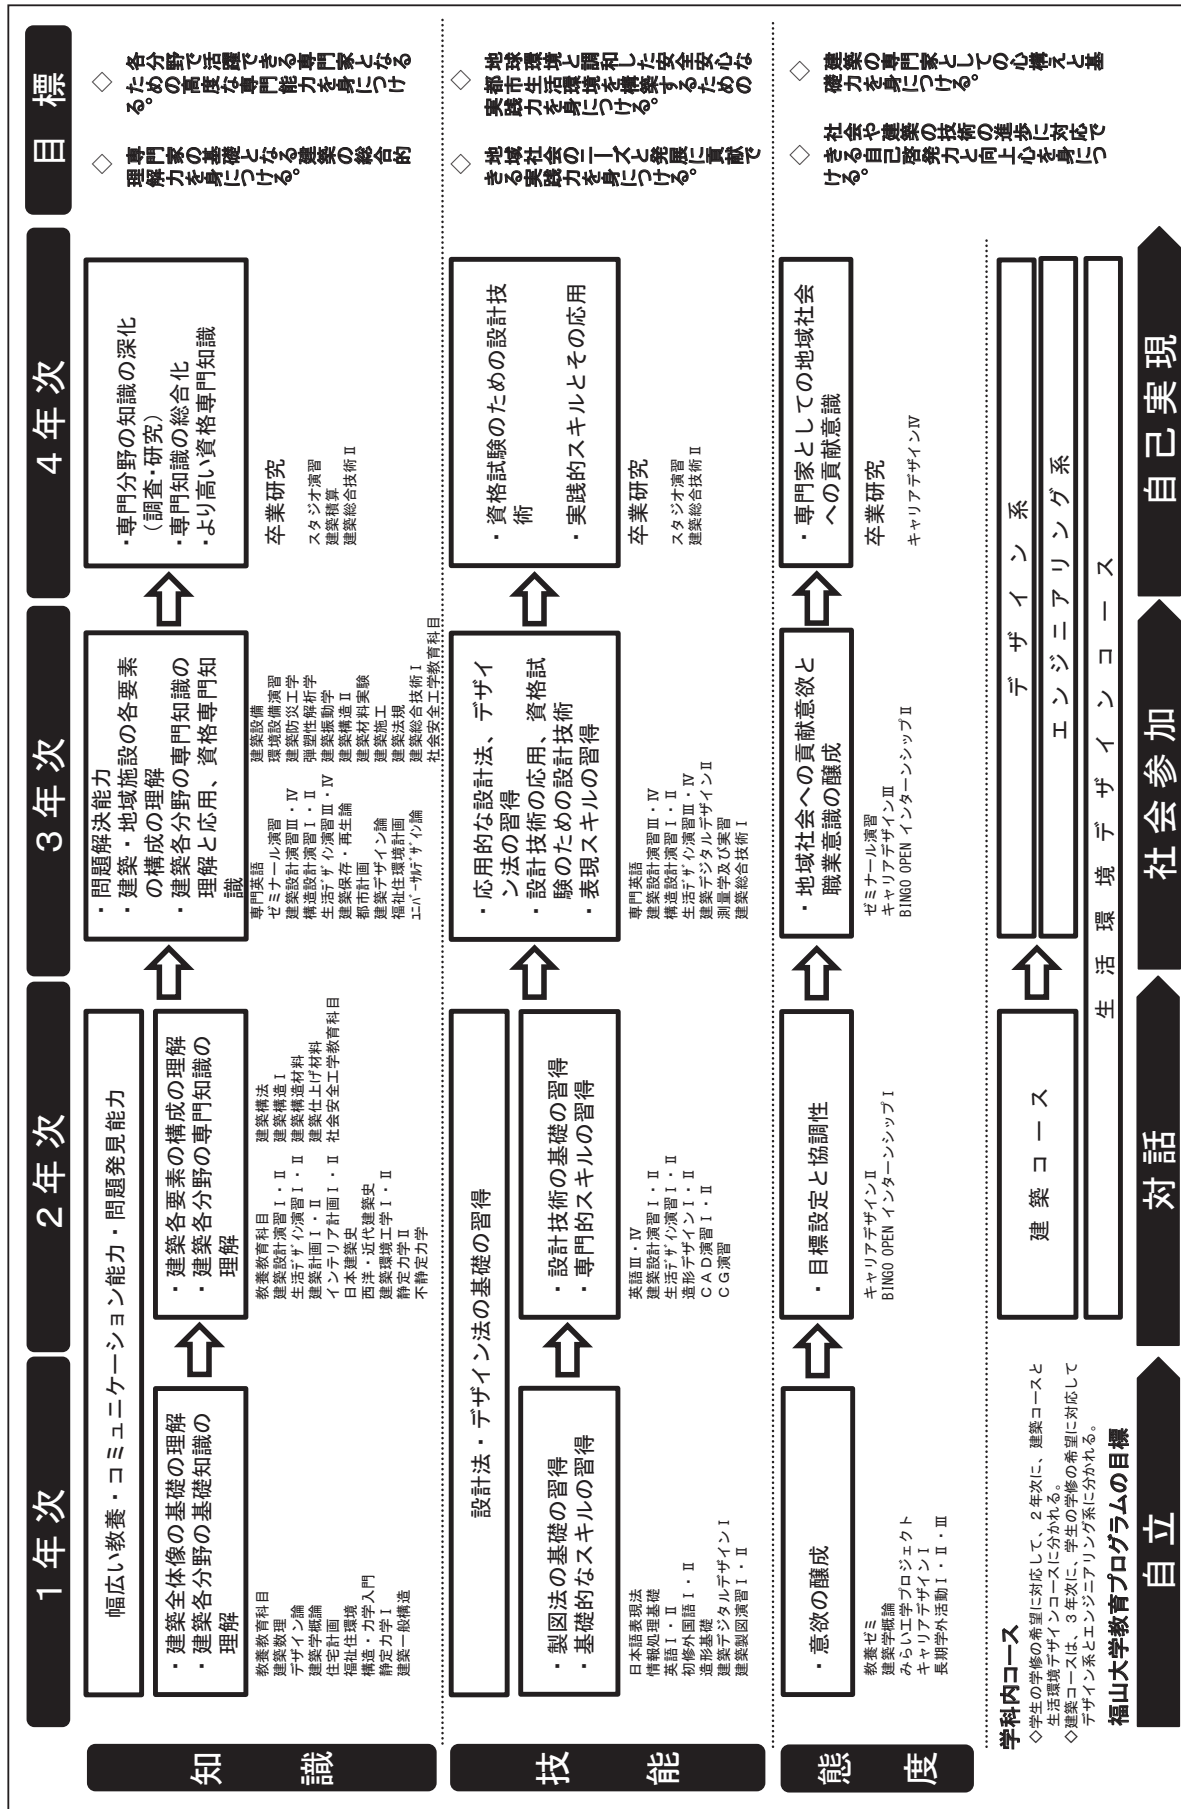 1年次
2年次
3年次
4年次
目標
知識
幅広い教養・コミュニケーション能力・問題発見能力
・建築全体像の基礎の理解
・建築各分野の基礎知識の
理解
教養教育科目
建築数理
デザイン論
建築学概論
住宅計画
福祉住環境
構造・力学入門
静定力学Ⅰ
建築一般構造
・建築各要素の構成の理解
・建築各分野の専門知識の
理解
教養教育科目
建築設計演習Ⅰ・Ⅱ
生活デザイン演習Ⅰ・Ⅱ
建築計画Ⅰ・Ⅱ
インテリア計画Ⅰ・Ⅱ
日本建築史
西洋・近代建築史
建築環境工学Ⅰ・Ⅱ
静定力学Ⅱ
不静定力学
建築構法
建築構造Ⅰ
建築構造材料
建築仕上げ材料
社会安全工学教育科目
・問題解決能力
・建築・地域施設の各要素
の構成の理解
・建築各分野の専門知識の
理解と応用、資格専門知
識
専門英語
ゼミナール演習
建築設計演習Ⅲ・Ⅳ
構造設計演習Ⅰ・Ⅱ
生活デザイン演習Ⅲ・Ⅳ
建築保存・再生論
都市計画
建築デザイン論
福祉住環境計画
ユニバーサルデザイン論
建築設備
環境設備演習
建築防災工学
弾塑性解析学
建築振動学
建築構造Ⅱ
建築材料実験
建築施工
建築法規
建築総合技術Ⅰ
社会安全工学教育科目
・専門分野の知識の深化
(調査・研究)
・専門知識の総合化
・より高い資格専門知識
卒業研究
スタジオ演習
建築積算
建築総合技術Ⅱ
◇ 各分野で活躍できる専門家となる
ための高度な専門能力を身につけ
る。
◇ 専門家の基礎となる建築の総合的
理解力を身につける。
技能
設計法・デザイン法の基礎の習得
・製図法の基礎の習得
・基礎的なスキルの習得
日本語表現法
情報処理基礎
英語Ⅰ・Ⅱ
初修外国語Ⅰ・Ⅱ
造形基礎
建築デジタルデザインⅠ
建築製図演習Ⅰ・Ⅱ
・設計技術の基礎の習得
・専門的スキルの習得
英語Ⅲ・Ⅳ
建築設計演習Ⅰ・Ⅱ
生活デザイン演習Ⅰ・Ⅱ
造形デザインⅠ・Ⅱ
CAD演習Ⅰ・Ⅱ
CG演習
・応用的な設計法、デザイ
ン法の習得
・設計技術の応用、資格試
験のための設計技術
・表現スキルの習得
専門英語
建築設計演習Ⅲ・Ⅳ
構造設計演習Ⅰ・Ⅱ
生活デザイン演習Ⅲ・Ⅳ
建築デジタルデザインⅡ
測量学及び実習
建築総合技術Ⅰ
・資格試験のための設計技
術
・実践的スキルとその応用
卒業研究
スタジオ演習
建築総合技術Ⅱ
◇ 地球環境と調和した安全安心な
都市生活環境を構築するための
実践力を身につける。
◇ 地域社会のニーズと発展に貢献で
きる実践力を身につける。
態度
・意欲の醸成
教養ゼミ
建築学概論
みらい工学プロジェクト
キャリアデザインⅠ
長期学外活動Ⅰ・Ⅱ・Ⅲ
・目標設定と協調性
キャリアデザインⅡ
BINGO OPEN インターンシップⅠ
・地域社会への貢献意欲と
職業意識の醸成
ゼミナール演習
キャリアデザインⅢ
BINGO OPEN インターンシップⅡ
・専門家としての地域社会
への貢献意識
卒業研究
キャリアデザインⅣ
◇ 建築の専門家としての心構えと基
礎力を身につける。
◇ 社会や建築の技術の進歩に対応で
きる自己啓発力と向上心を身につ
ける。
学科内コース
◇学生の学修の希望に対応して、2年次に、建築コースと
生活環境デザインコースに分かれる。
◇建築コースは、3年次に、学生の学修の希望に対応して
デザイン系とエンジニアリング系に分かれる。
建築コース
デザイン系
エンジニアリング系
生活環境デザインコース
福山大学教育プログラムの目標
自立
対話
社会参加
自己実現